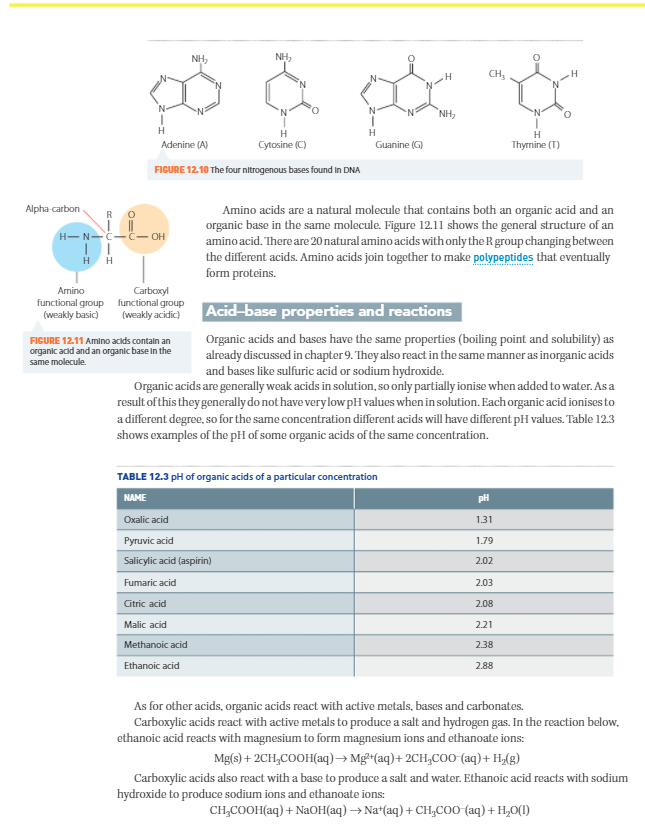 NH₂
N
N
N
N
H
Adenine (A)
NH₂
N
N
O
H
Cytosine (C)
O
N
N
H
N
N
NH₂
H
Guanine (G)
O
CH₃
N
H
N
O
H
Thymine (T)
FIGURE 12.10 The four nitrogenous bases found in DNA
Alpha-carbon
R O
H—N—C—C—OH
H H
Amino
functional group
(weakly basic)
Carboxyl
functional group
(weakly acidic)
FIGURE 12.11 Amino acids contain an
organic acid and an organic base in the
same molecule.
Amino acids are a natural molecule that contains both an organic acid and an
organic base in the same molecule. Figure 12.11 shows the general structure of an
amino acid. There are 20 natural amino acids with only the R group changing between
the different acids. Amino acids join together to make polypeptides that eventually
form proteins.
Acid–base properties and reactions
Organic acids and bases have the same properties (boiling point and solubility) as
already discussed in chapter 9. They also react in the same manner as inorganic acids
and bases like sulfuric acid or sodium hydroxide.
Organic acids are generally weak acids in solution, so only partially ionise when added to water. As a
result of this they generally do not have very low pH values when in solution. Each organic acid ionises to
a different degree, so for the same concentration different acids will have different pH values. Table 12.3
shows examples of the pH of some organic acids of the same concentration.
TABLE 12.3 pH of organic acids of a particular concentration
NAME pH
Oxalic acid 1.31
Pyruvic acid 1.79
Salicylic acid (aspirin) 2.02
Fumaric acid 2.03
Citric acid 2.08
Malic acid 2.21
Methanoic acid 2.38
Ethanoic acid 2.88
As for other acids, organic acids react with active metals, bases and carbonates.
Carboxylic acids react with active metals to produce a salt and hydrogen gas. In the reaction below,
ethanoic acid reacts with magnesium to form magnesium ions and ethanoate ions:
Mg(s) + 2CH₃COOH(aq) → Mg²⁺(aq) + 2CH₃COO⁻(aq) + H₂(g)
Carboxylic acids also react with a base to produce a salt and water. Ethanoic acid reacts with sodium
hydroxide to produce sodium ions and ethanoate ions:
CH₃COOH(aq) + NaOH(aq) → Na⁺(aq) + CH₃COO⁻(aq) + H₂O(l)